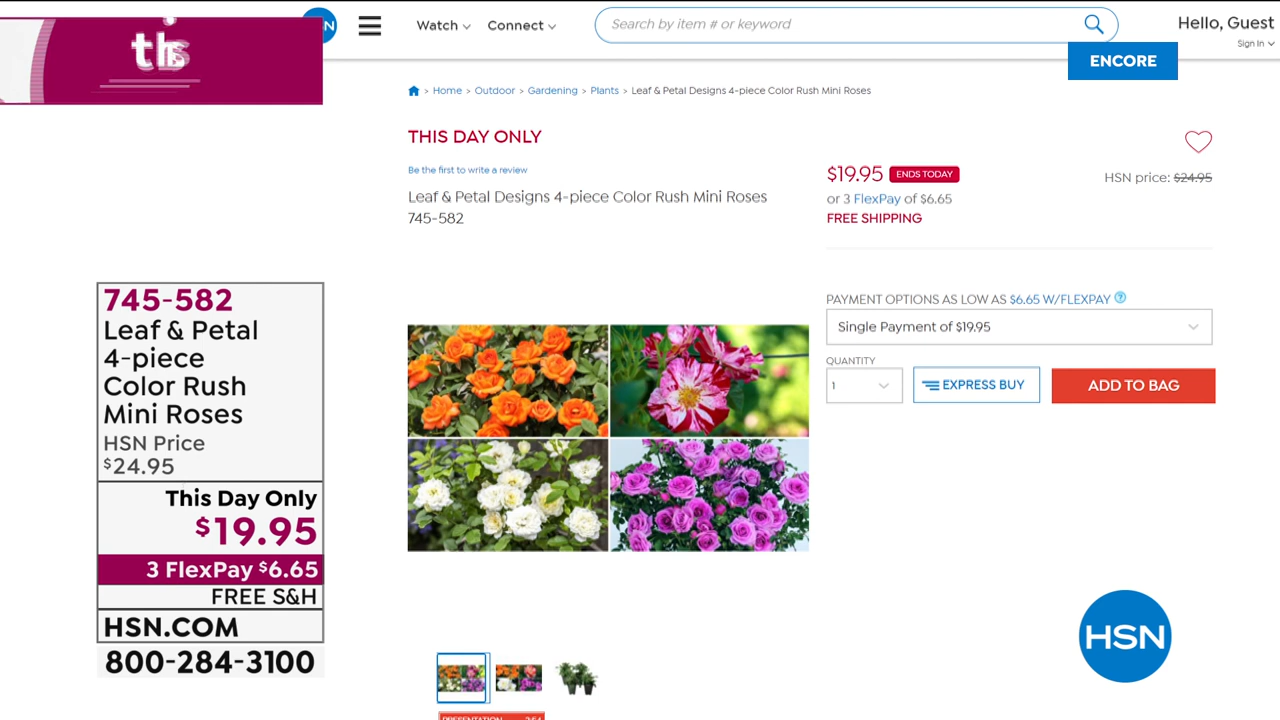 this
N
Watch
Connect
Search by item # or keyword
Hello, Guest
Sign In
ENCORE
> Home > Outdoor > Gardening > Plants > Leaf & Petal Designs 4-piece Color Rush Mini Roses
THIS DAY ONLY
Be the first to write a review
Leaf & Petal Designs 4-piece Color Rush Mini Roses
745-582
$19.95 ENDS TODAY
HSN price: $24.95
or 3 FlexPay of $6.65
FREE SHIPPING
PAYMENT OPTIONS AS LOW AS $6.65 W/FLEXPAY ?
Single Payment of $19.95
QUANTITY
1
EXPRESS BUY
ADD TO BAG
745-582
Leaf & Petal
4-piece
Color Rush
Mini Roses
HSN Price
$24.95
This Day Only
$19.95
3 FlexPay $6.65
FREE S&H
HSN.COM
800-284-3100
HSN